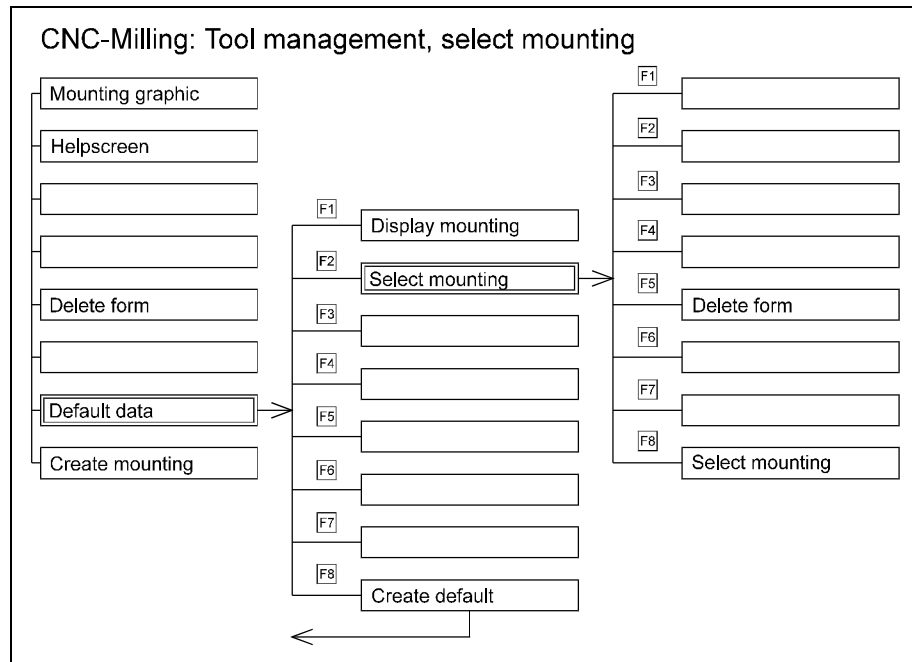 CNC-Milling: Tool management, select mounting
Mounting graphic
Helpscreen
Delete form
Default data
Create mounting
F1
Display mounting
F2
Select mounting
F3
F4
F5
F6
F7
F8
Create default
F1
F2
F3
F4
F5
Delete form
F6
F7
F8
Select mounting